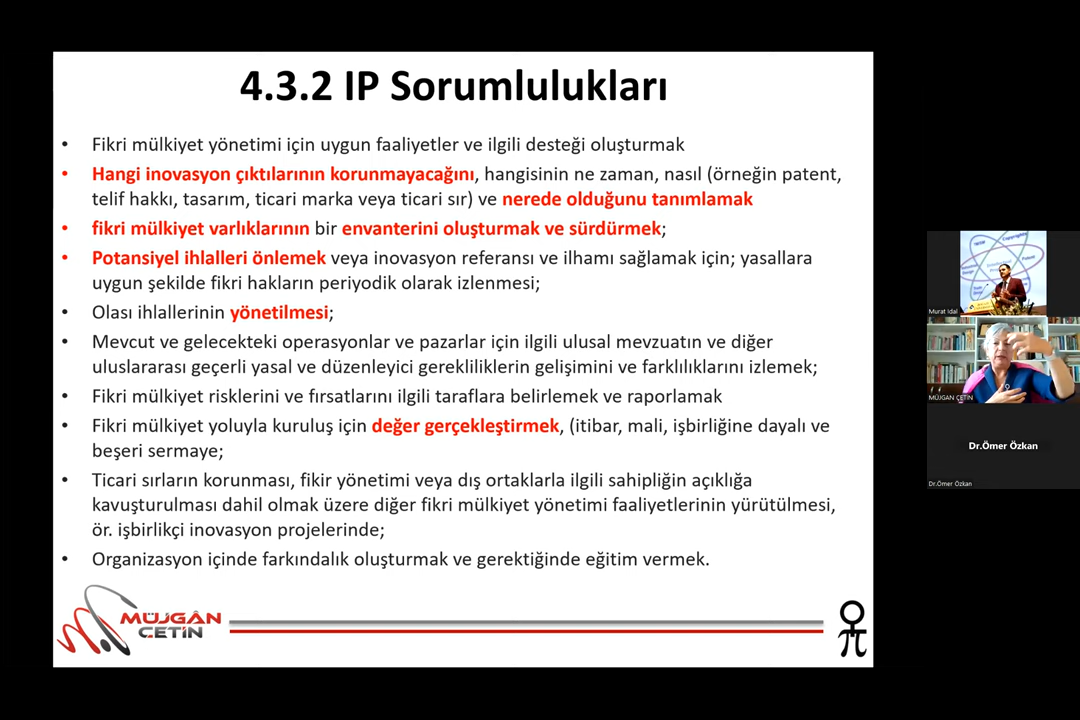 4.3.2 IP Sorumlulukları
• Fikri mülkiyet yönetimi için uygun faaliyetler ve ilgili desteği oluşturmak
• Hangi inovasyon çıktılarının korunmayacağını, hangisinin ne zaman, nasıl (örneğin patent,
telif hakkı, tasarım, ticari marka veya ticari sır) ve nerede olduğunu tanımlamak
• fikri mülkiyet varlıklarının bir envanterini oluşturmak ve sürdürmek;
• Potansiyel ihlalleri önlemek veya inovasyon referansı ve ilhamı sağlamak için; yasallara
uygun şekilde fikri hakların periyodik olarak izlenmesi;
• Olası ihlallerinin yönetilmesi;
• Mevcut ve gelecekteki operasyonlar ve pazarlar için ilgili ulusal mevzuatın ve diğer
uluslararası geçerli yasal ve düzenleyici gerekliliklerin gelişimini ve farklılıklarını izlemek;
• Fikri mülkiyet risklerini ve fırsatlarını ilgili taraflara belirlemek ve raporlamak
• Fikri mülkiyet yoluyla kuruluş için değer gerçekleştirmek, (itibar, mali, işbirliğine dayalı ve
beşeri sermaye;
• Ticari sırların korunması, fikir yönetimi veya dış ortaklarla ilgili sahipliğin açıklığa
kavuşturulması dahil olmak üzere diğer fikri mülkiyet yönetimi faaliyetlerinin yürütülmesi,
ör. işbirlikçi inovasyon projelerinde;
• Organizasyon içinde farkındalık oluşturmak ve gerektiğinde eğitim vermek.
MÜJGÂN
ÇETİN
π
Murat Idal
MÜJGAN ÇETİN
Dr.Ömer Özkan
Dr.Ömer Özkan